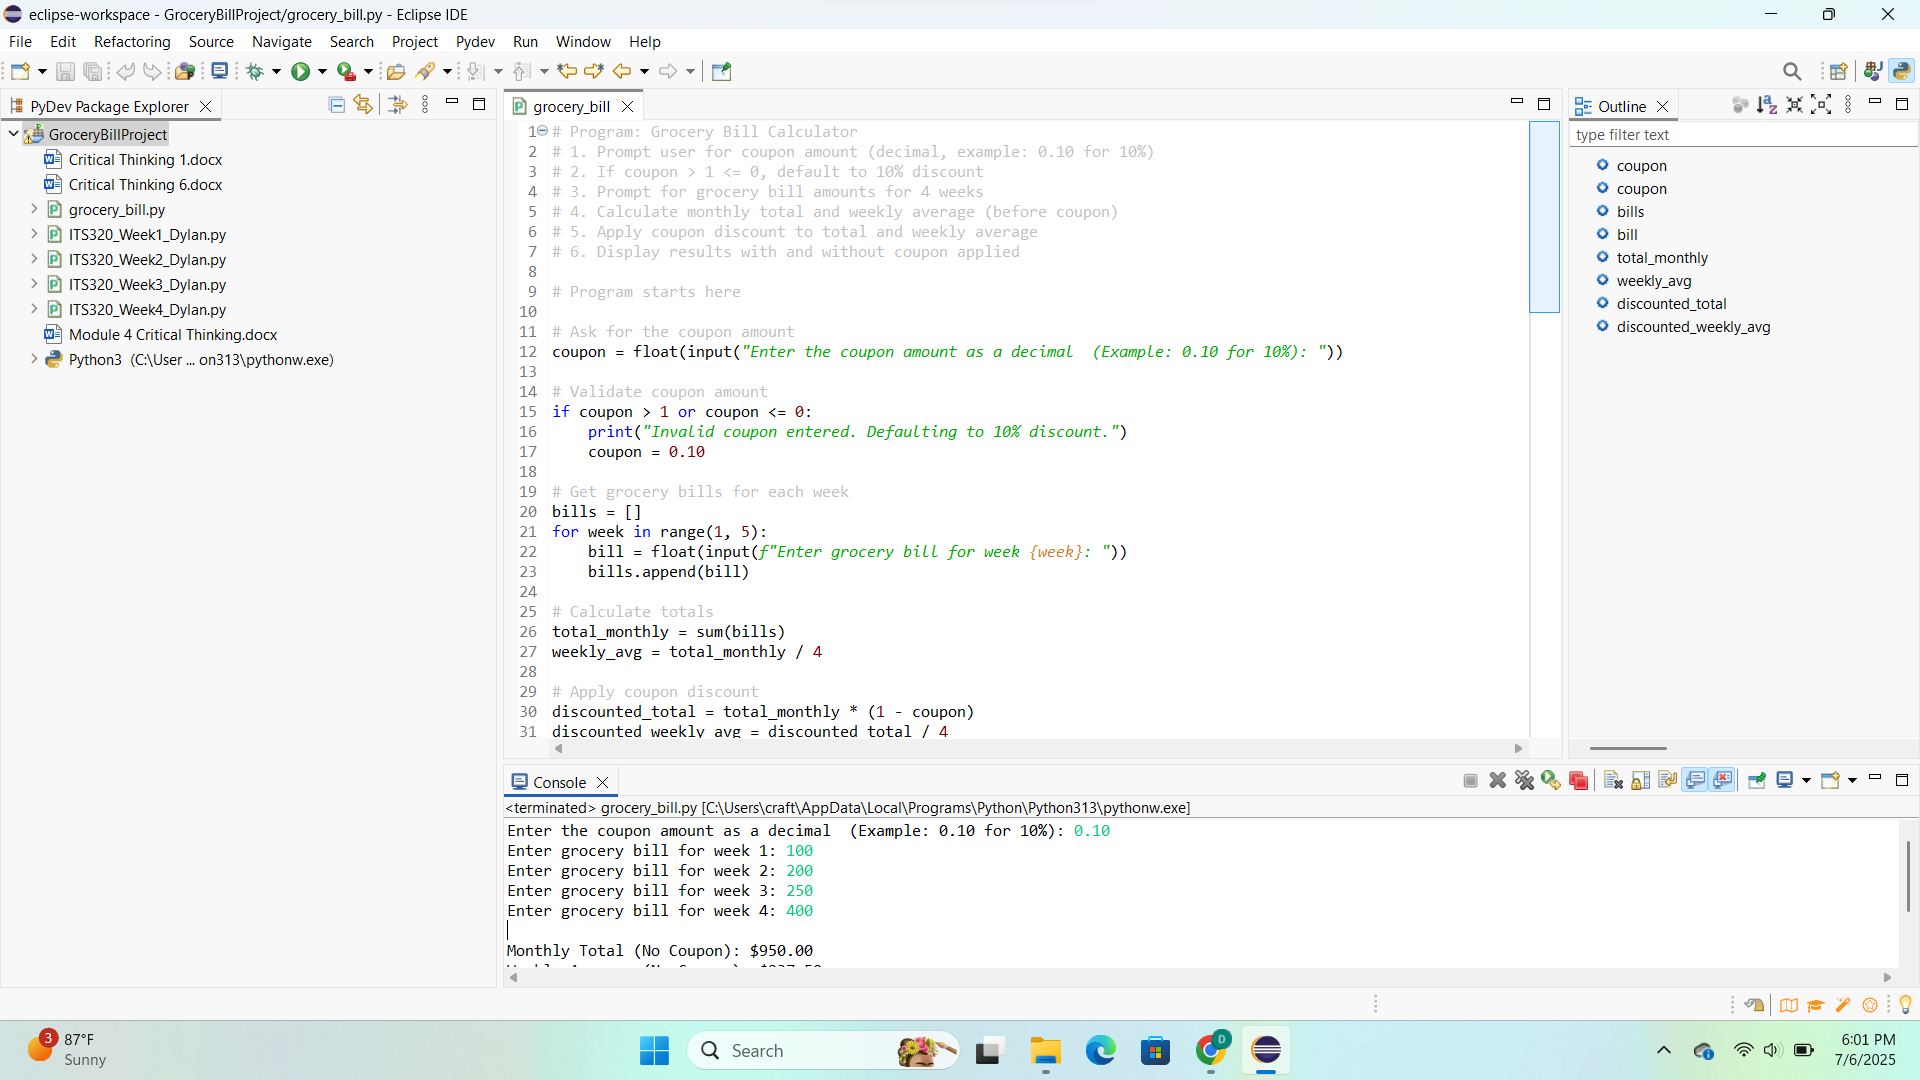 eclipse-workspace - GroceryBillProject/grocery_bill.py - Eclipse IDE
File Edit Refactoring Source Navigate Search Project Pydev Run Window Help
PyDev Package Explorer
GroceryBillProject
Critical Thinking 1.docx
Critical Thinking 6.docx
grocery_bill.py
ITS320_Week1_Dylan.py
ITS320_Week2_Dylan.py
ITS320_Week3_Dylan.py
ITS320_Week4_Dylan.py
Module 4 Critical Thinking.docx
Python3 (C:\User ... on313\pythonw.exe)
grocery_bill
1 # Program: Grocery Bill Calculator
2 # 1. Prompt user for coupon amount (decimal, example: 0.10 for 10%)
3 # 2. If coupon > 1 <= 0, default to 10% discount
4 # 3. Prompt for grocery bill amounts for 4 weeks
5 # 4. Calculate monthly total and weekly average (before coupon)
6 # 5. Apply coupon discount to total and weekly average
7 # 6. Display results with and without coupon applied
8
9 # Program starts here
10
11 # Ask for the coupon amount
12 coupon = float(input("Enter the coupon amount as a decimal  (Example: 0.10 for 10%): "))
13
14 # Validate coupon amount
15 if coupon > 1 or coupon <= 0:
16     print("Invalid coupon entered. Defaulting to 10% discount.")
17     coupon = 0.10
18
19 # Get grocery bills for each week
20 bills = []
21 for week in range(1, 5):
22     bill = float(input(f"Enter grocery bill for week {week}: "))
23     bills.append(bill)
24
25 # Calculate totals
26 total_monthly = sum(bills)
27 weekly_avg = total_monthly / 4
28
29 # Apply coupon discount
30 discounted_total = total_monthly * (1 - coupon)
31 discounted_weekly_avg = discounted_total / 4
Outline
type filter text
coupon
coupon
bills
bill
total_monthly
weekly_avg
discounted_total
discounted_weekly_avg
Console
<terminated> grocery_bill.py [C:\Users\craft\AppData\Local\Programs\Python\Python313\pythonw.exe]
Enter the coupon amount as a decimal  (Example: 0.10 for 10%): 0.10
Enter grocery bill for week 1: 100
Enter grocery bill for week 2: 200
Enter grocery bill for week 3: 250
Enter grocery bill for week 4: 400
Monthly Total (No Coupon): $950.00
3
87°F
Sunny
Search
D
6:01 PM
7/6/2025